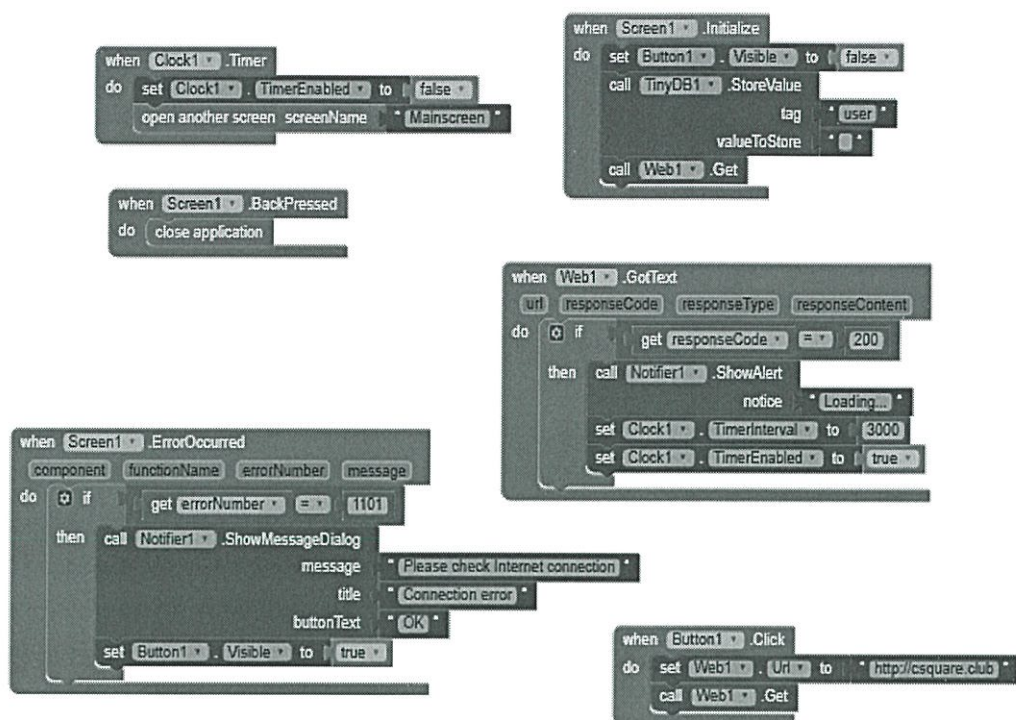 when Clock1 .Timer
do set Clock1 . TimerEnabled to false
open another screen screenName " Mainscreen "
when Screen1 .BackPressed
do close application
when Screen1 .Initialize
do set Button1 . Visible to false
call TinyDB1 .StoreValue
tag " user "
valueToStore " "
call Web1 .Get
when Web1 .GotText
url responseCode responseType responseContent
do if get responseCode = 200
then call Notifier1 .ShowAlert
notice " Loading... "
set Clock1 . TimerInterval to 3000
set Clock1 . TimerEnabled to true
when Screen1 .ErrorOccurred
component functionName errorNumber message
do if get errorNumber = 1101
then call Notifier1 .ShowMessageDialog
message " Please check Internet connection "
title " Connection error "
buttonText " OK "
set Button1 . Visible to true
when Button1 .Click
do set Web1 . Url to " http://csquare.club "
call Web1 .Get